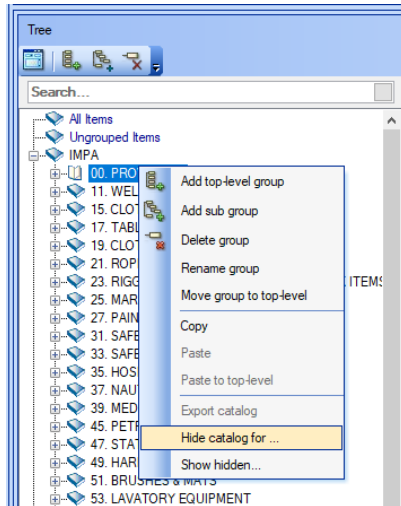 Tree
Search...
All Items
Ungrouped Items
IMPA
00. PRO
11. WEL
15. CLO
17. TABL
19. CLO
21. ROP
23. RIGG
ITEMS
25. MAR
27. PAIN
31. SAFE
33. SAFE
35. HOS
37. NAU
39. MED
45. PETR
47. STA
49. HAR
51. BRUSHES & MATS
53. LAVATORY EQUIPMENT
Add top-level group
Add sub group
Delete group
Rename group
Move group to top-level
Copy
Paste
Paste to top-level
Export catalog
Hide catalog for ...
Show hidden...